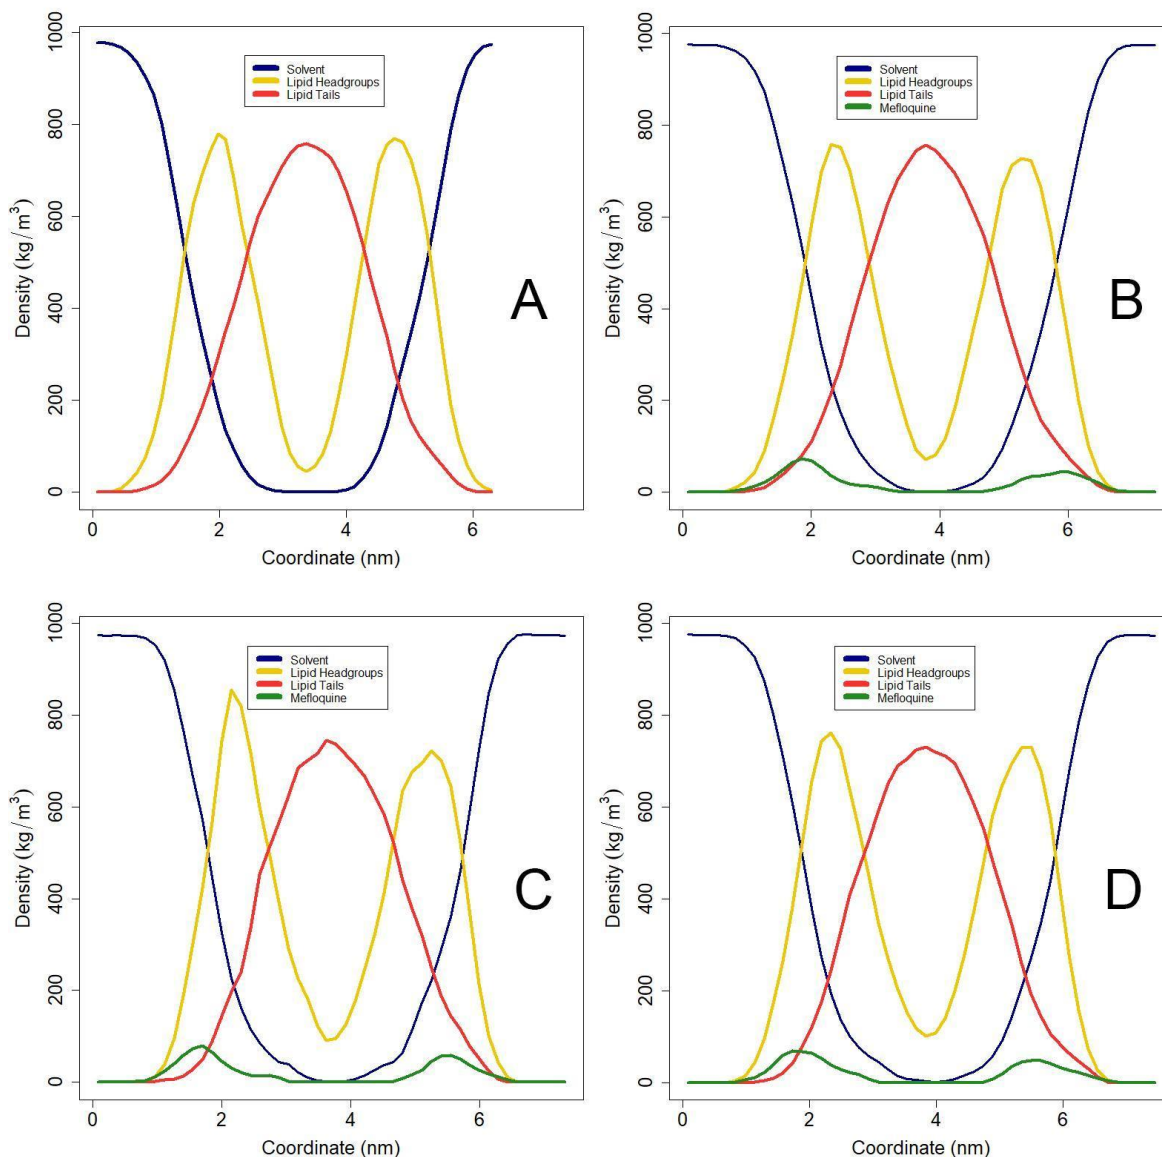 1000
800
600
400
200
0
Density (kg/m³)
Solvent
Lipid Headgroups
Lipid Tails
A
0 2 4 6
Coordinate (nm)
1000
800
600
400
200
0
Density (kg/m³)
Solvent
Lipid Headgroups
Lipid Tails
Mefloquine
B
0 2 4 6
Coordinate (nm)
1000
800
600
400
200
0
Density (kg/m³)
Solvent
Lipid Headgroups
Lipid Tails
Mefloquine
C
0 2 4 6
Coordinate (nm)
1000
800
600
400
200
0
Density (kg/m³)
Solvent
Lipid Headgroups
Lipid Tails
Mefloquine
D
0 2 4 6
Coordinate (nm)